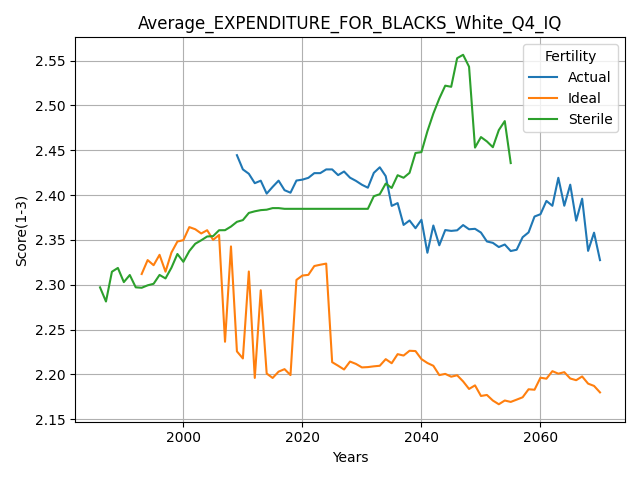 Average_EXPENDITURE_FOR_BLACKS_White_Q4_IQ
Fertility
Actual
Ideal
Sterile
Score(1-3)
2.55
2.50
2.45
2.40
2.35
2.30
2.25
2.20
2.15
2000
2020
2040
2060
Years